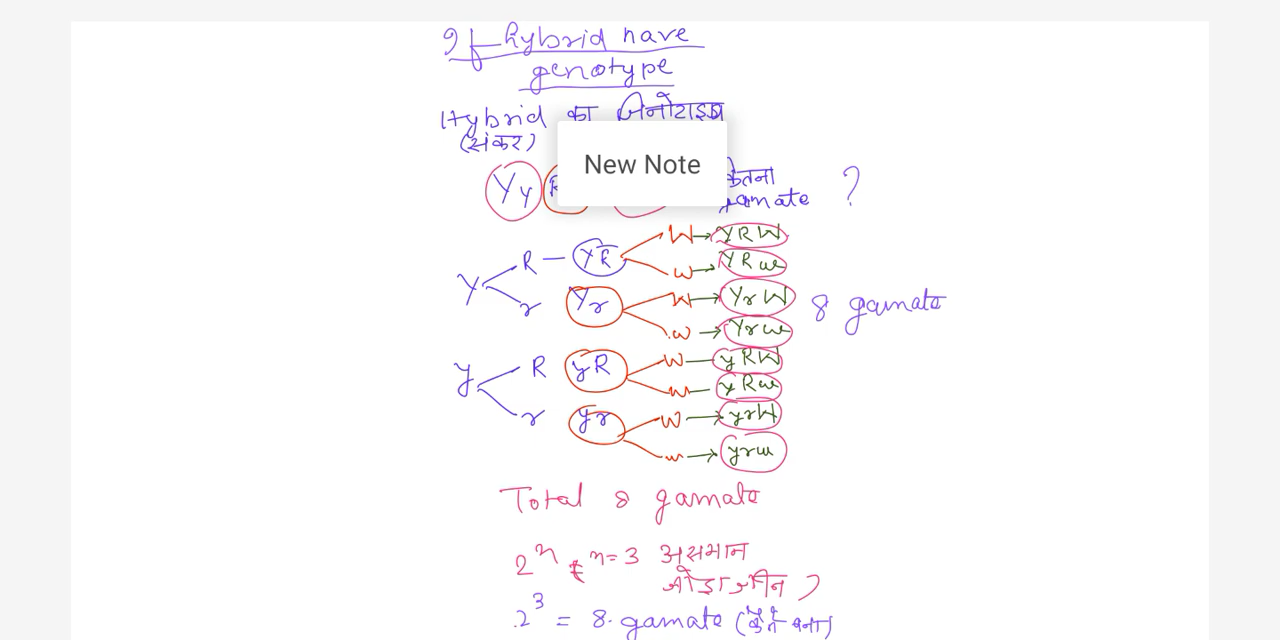 If hybrid have
genotype
Hybrid का जिनोटाइप
(संकर)
New Note
Yy
gamate ?
R — YR W → YRW
Y w → YRw
r Yr W → YrW
w → Yrw
8 gamate
R yR W — yRW
y w — yRw
r yr W → yrW
w → yrw
Total 8 gamate
2ⁿ n=3 असमान
जोडा जीन )
2³ = 8. gamate